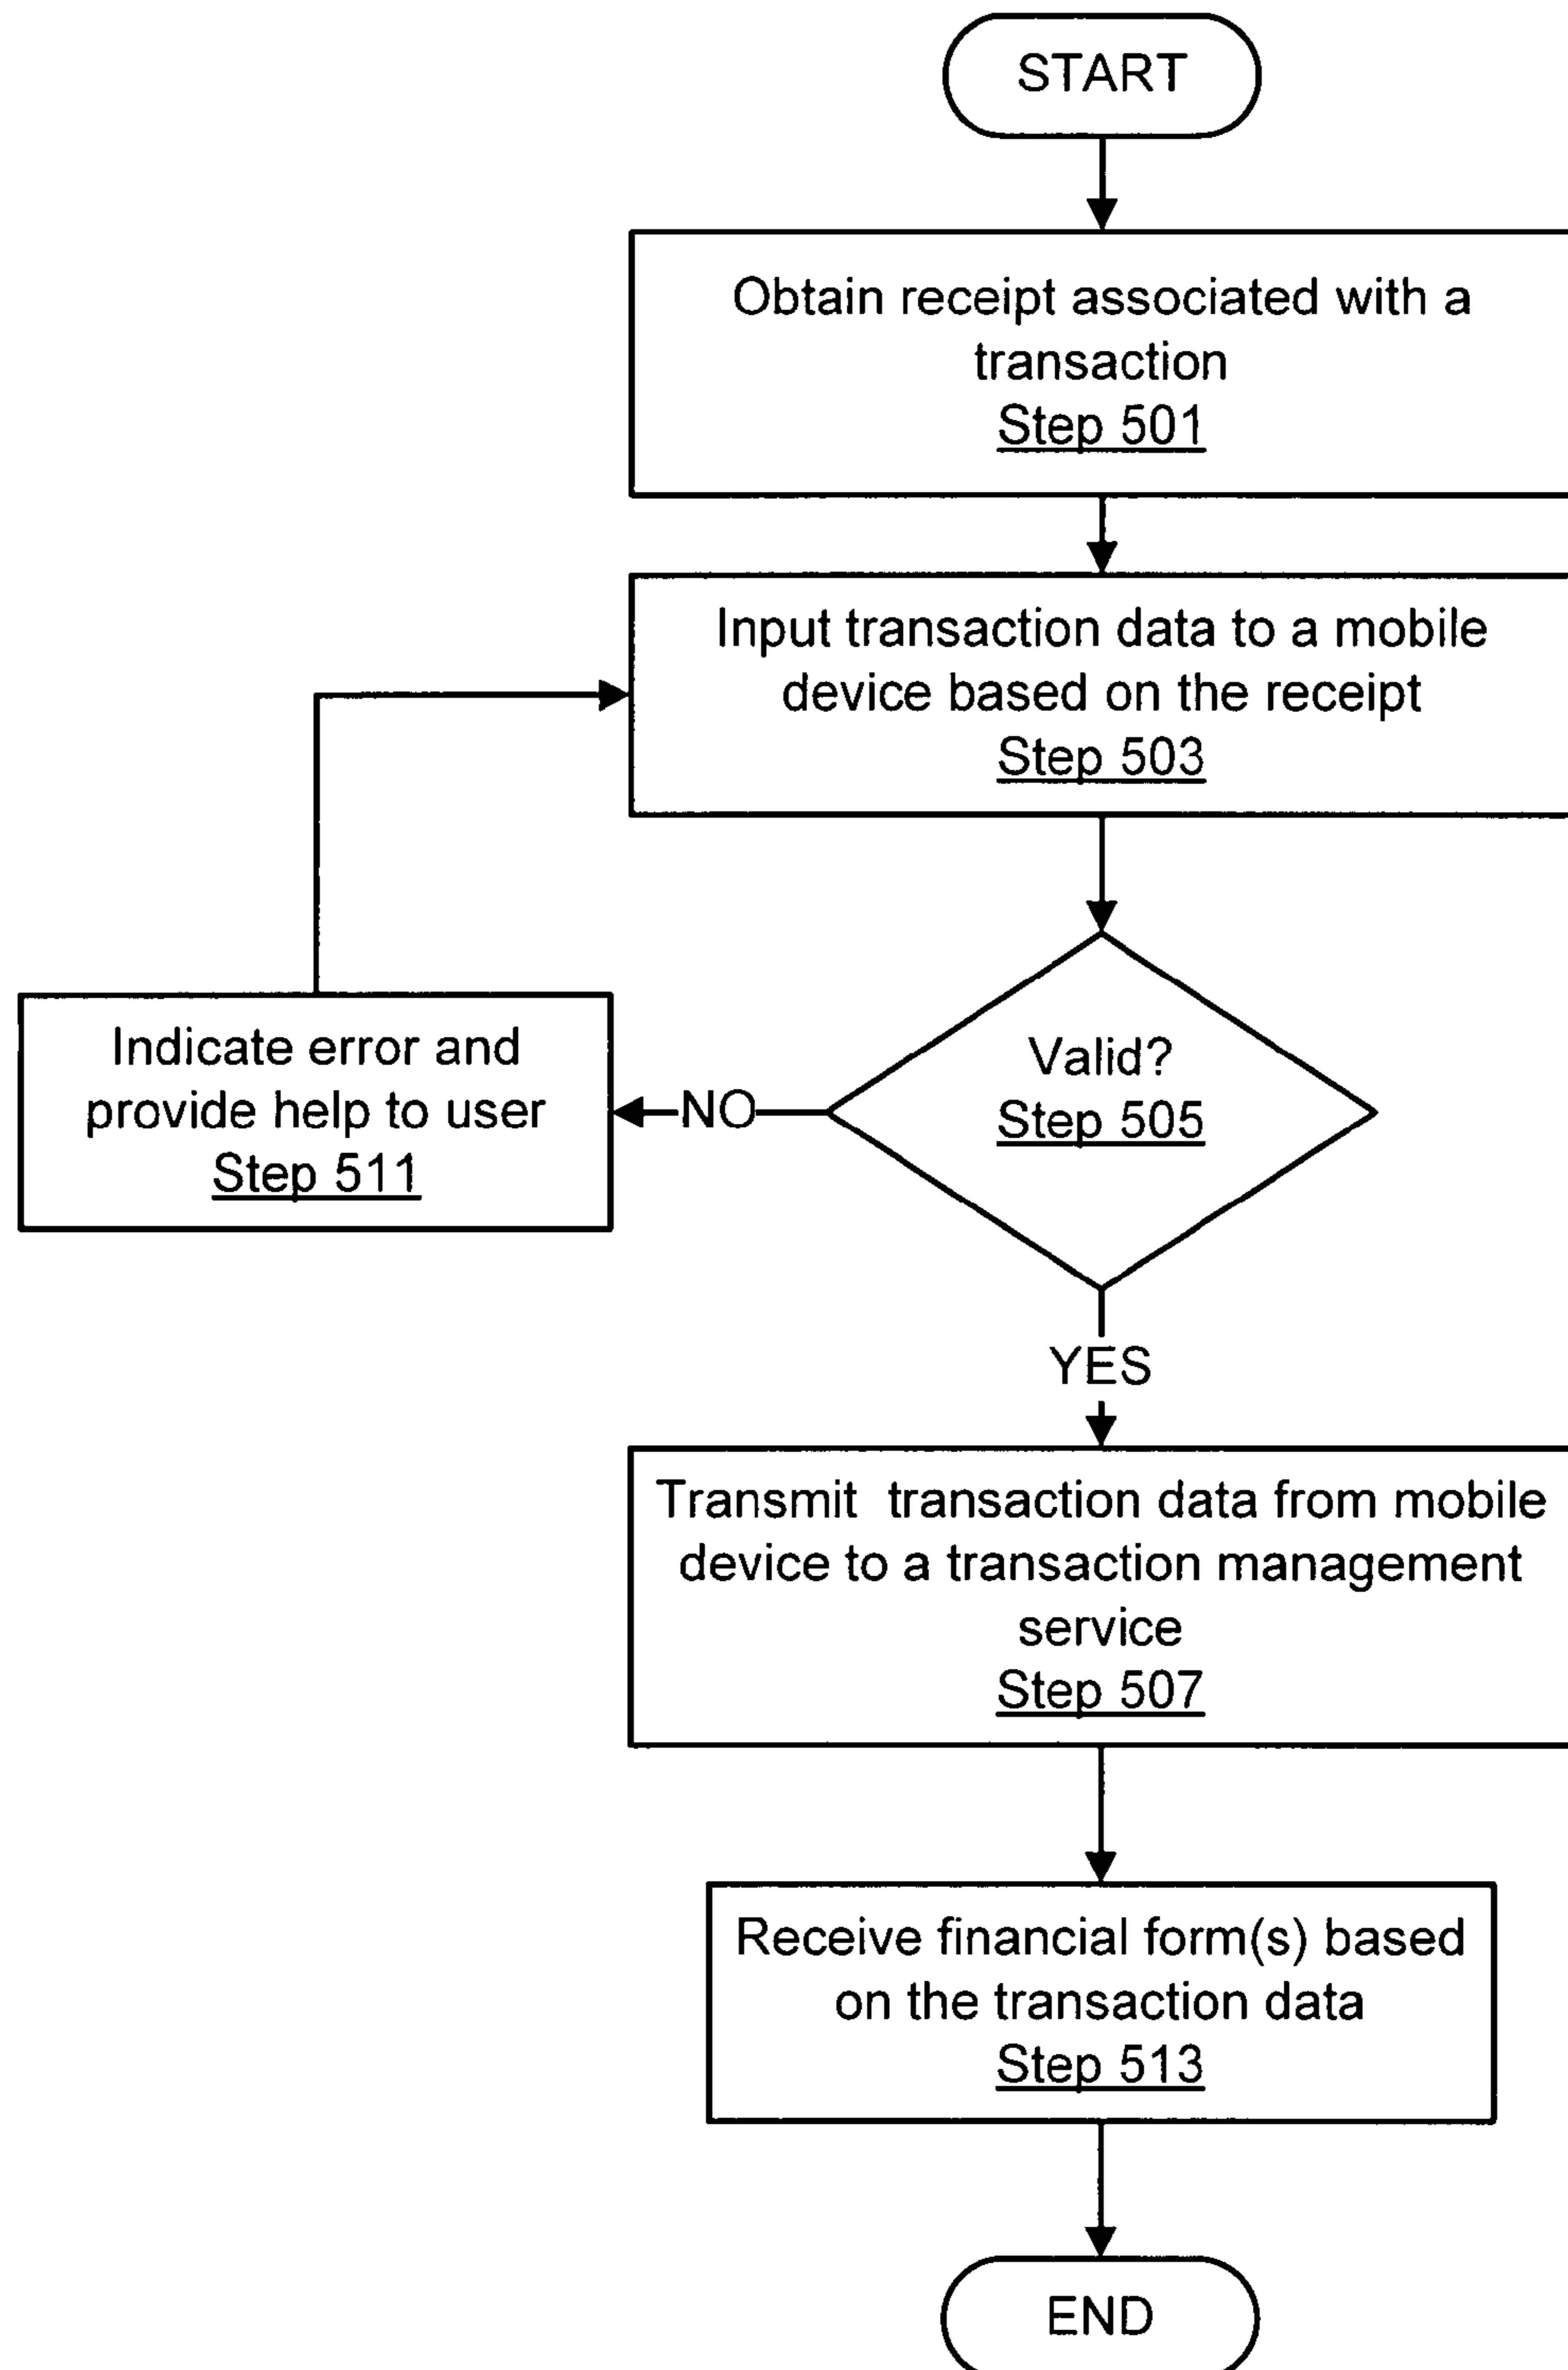 START
Obtain receipt associated with a
transaction
Step 501
Input transaction data to a mobile
device based on the receipt
Step 503
Valid?
Step 505
NO
Indicate error and
provide help to user
Step 511
YES
Transmit transaction data from mobile
device to a transaction management
service
Step 507
Receive financial form(s) based
on the transaction data
Step 513
END